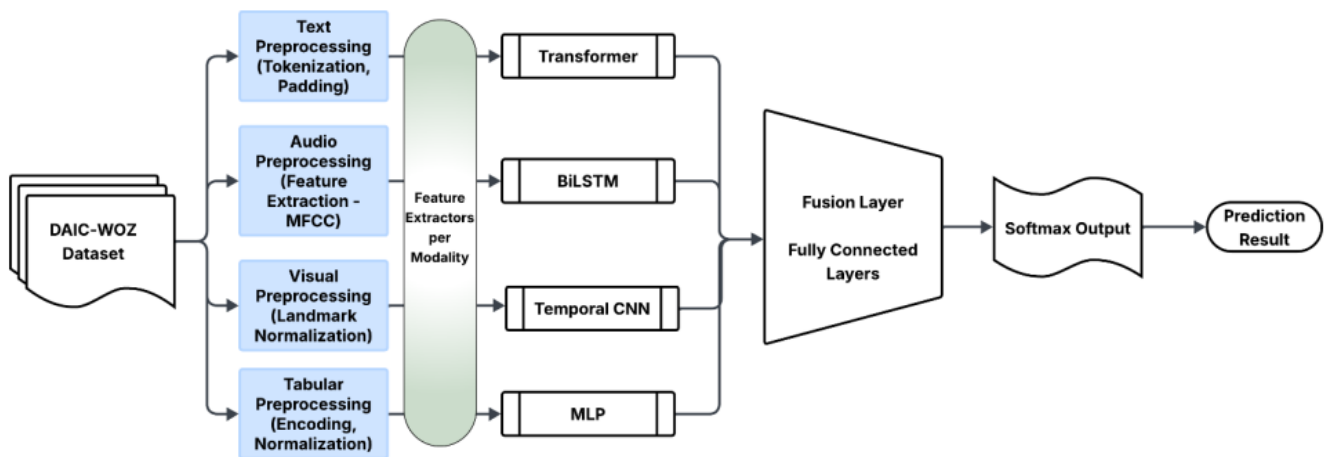 DAIC-WOZ
Dataset
Text
Preprocessing
(Tokenization,
Padding)
Audio
Preprocessing
(Feature
Extraction -
MFCC)
Visual
Preprocessing
(Landmark
Normalization)
Tabular
Preprocessing
(Encoding,
Normalization)
Feature
Extractors
per
Modality
Transformer
BiLSTM
Temporal CNN
MLP
Fusion Layer
Fully Connected
Layers
Softmax Output
Prediction
Result